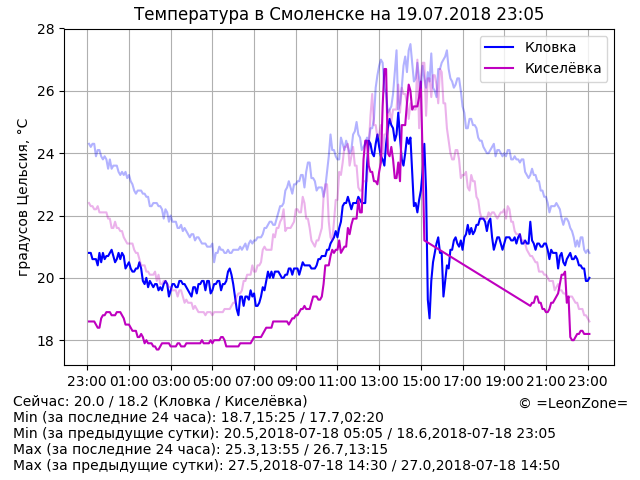 Температура в Смоленске на 19.07.2018 23:05
Кловка
Киселёвка
градусов Цельсия, °C
28
26
24
22
20
18
23:00 01:00 03:00 05:00 07:00 09:00 11:00 13:00 15:00 17:00 19:00 21:00 23:00
Сейчас: 20.0 / 18.2 (Кловка / Киселёвка)
© =LeonZone=
Min (за последние 24 часа): 18.7,15:25 / 17.7,02:20
Min (за предыдущие сутки): 20.5,2018-07-18 05:05 / 18.6,2018-07-18 23:05
Max (за последние 24 часа): 25.3,13:55 / 26.7,13:15
Max (за предыдущие сутки): 27.5,2018-07-18 14:30 / 27.0,2018-07-18 14:50